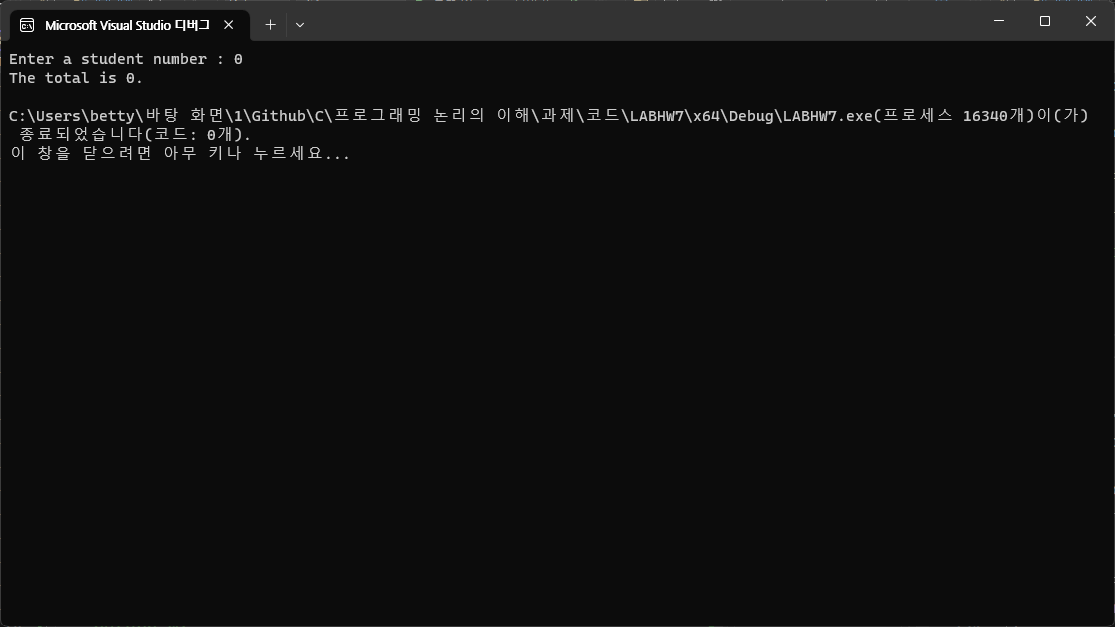 Microsoft Visual Studio 디버그
Enter a student number : 0
The total is 0.
C:\Users\betty\바탕 화면\1\Github\C\프로그래밍 논리의 이해\과제\코드\LABHW7\x64\Debug\LABHW7.exe(프로세스 16340개)이(가)
종료되었습니다(코드: 0개).
이 창을 닫으려면 아무 키나 누르세요...